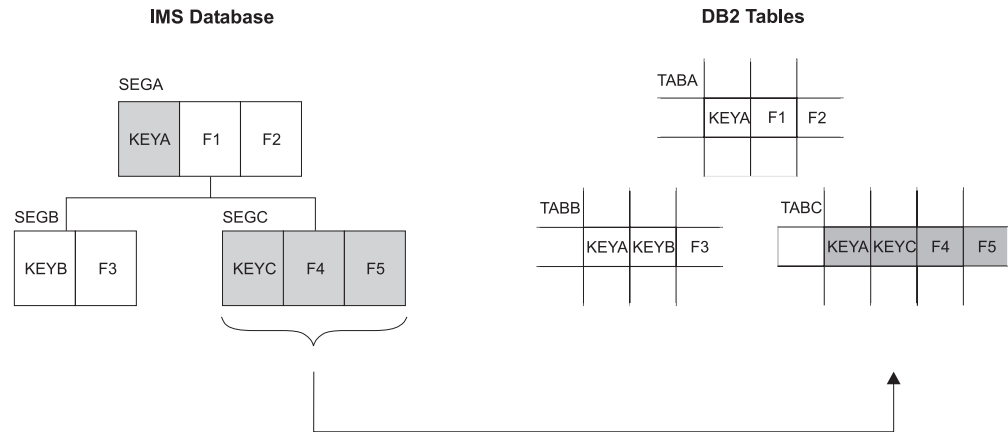 IMS Database
DB2 Tables
SEGA
KEYA F1 F2
SEGB
KEYB F3
SEGC
KEYC F4 F5
TABA
KEYA F1 F2
TABB
KEYA KEYB F3
TABC
KEYA KEYC F4 F5